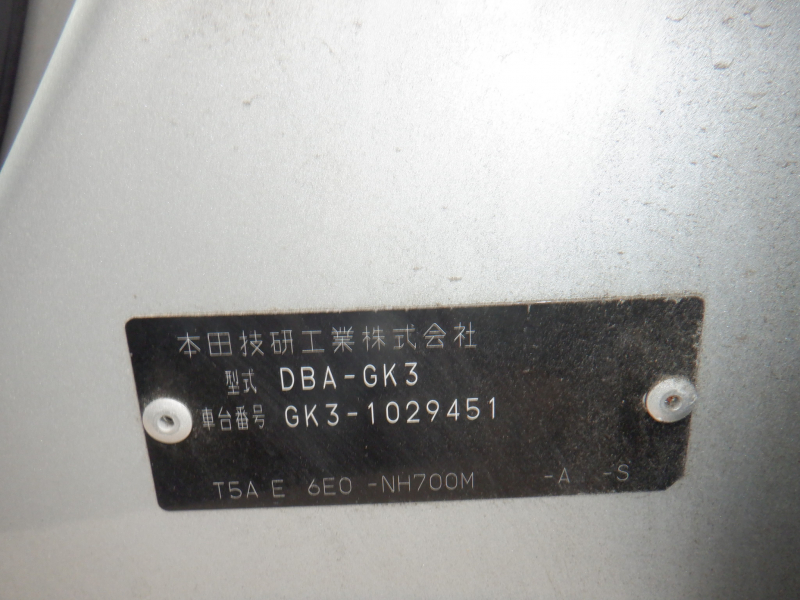 本田技研工業株式会社
型式 DBA-GK3
車台番号 GK3-1029451
T5A E 6E0 -NH700M -A -S